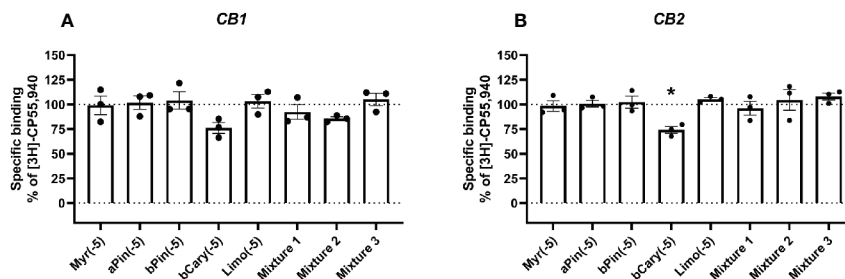 A
CB1
Specific binding
% of [3H]-CP55,940
150
125
100
75
50
25
0
Myr(-5)
aPin(-5)
bPin(-5)
bCary(-5)
Limo(-5)
Mixture 1
Mixture 2
Mixture 3
B
CB2
Specific binding
% of [3H]-CP55,940
150
125
100
75
50
25
0
*
Myr(-5)
aPin(-5)
bPin(-5)
bCary(-5)
Limo(-5)
Mixture 1
Mixture 2
Mixture 3